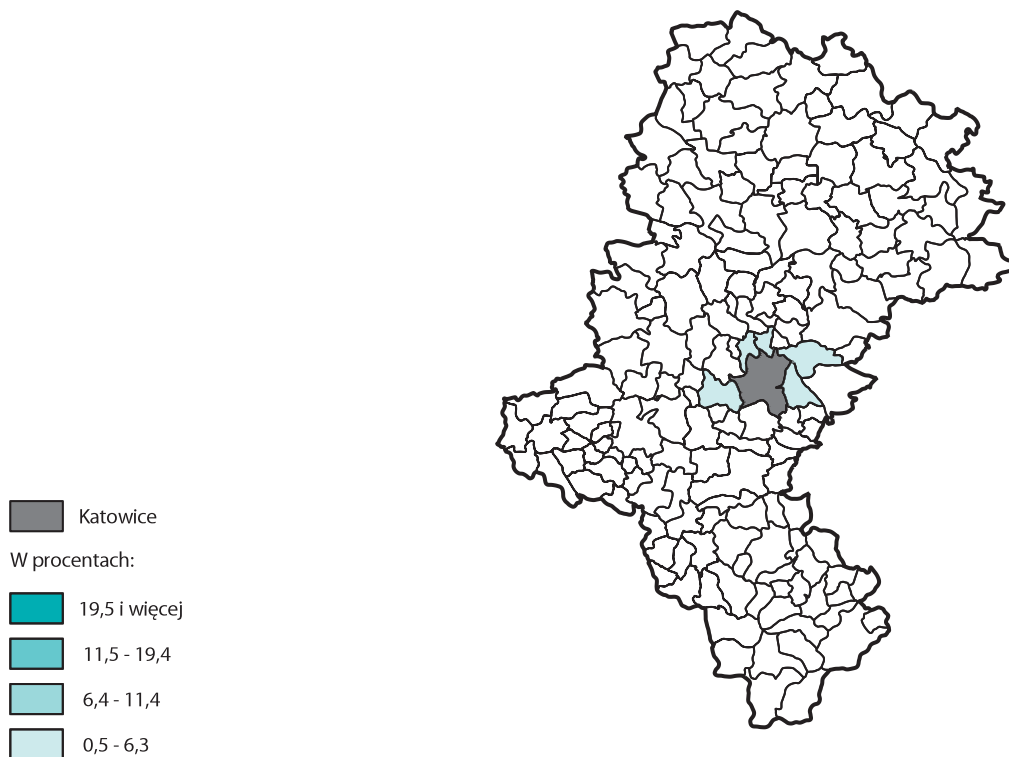 Katowice
W procentach:
19,5 i więcej
11,5 - 19,4
6,4 - 11,4
0,5 - 6,3